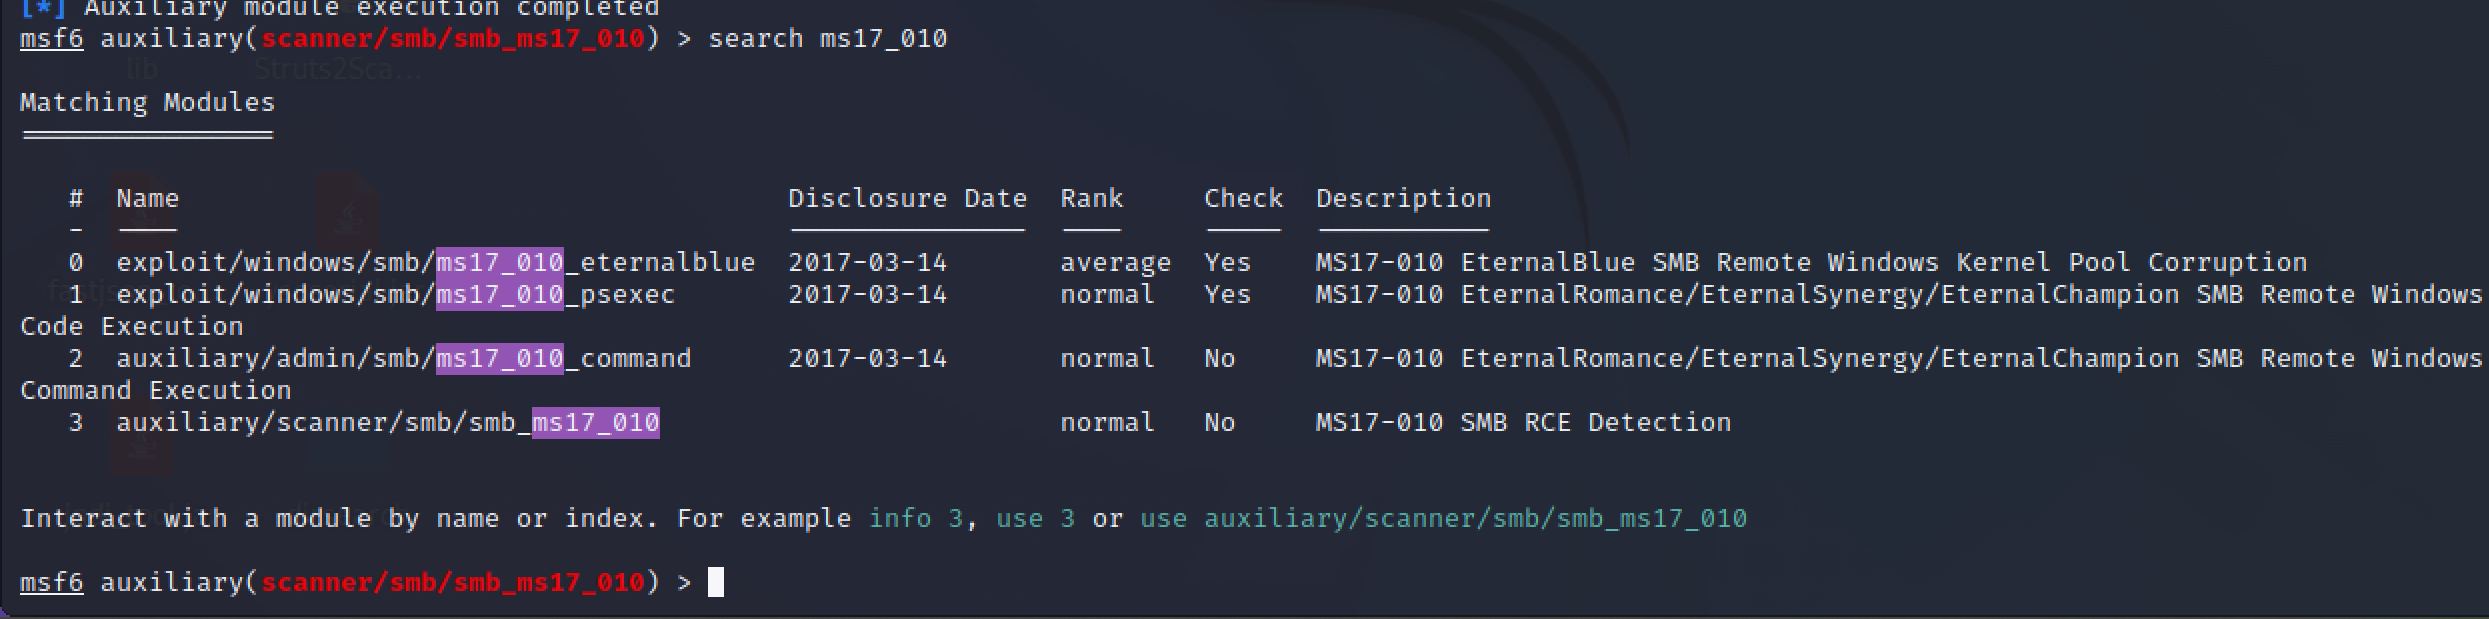 [*] Auxiliary module execution completed
msf6 auxiliary(scanner/smb/smb_ms17_010) > search ms17_010
lib Struts2Sca...
Matching Modules
================
# Name Disclosure Date Rank Check Description
- ---- --------------- ---- ----- -----------
0 exploit/windows/smb/ms17_010_eternalblue 2017-03-14 average Yes MS17-010 EternalBlue SMB Remote Windows Kernel Pool Corruption
1 exploit/windows/smb/ms17_010_psexec 2017-03-14 normal Yes MS17-010 EternalRomance/EternalSynergy/EternalChampion SMB Remote Windows
Code Execution
2 auxiliary/admin/smb/ms17_010_command 2017-03-14 normal No MS17-010 EternalRomance/EternalSynergy/EternalChampion SMB Remote Windows
Command Execution
3 auxiliary/scanner/smb/smb_ms17_010 normal No MS17-010 SMB RCE Detection
Interact with a module by name or index. For example info 3, use 3 or use auxiliary/scanner/smb/smb_ms17_010
msf6 auxiliary(scanner/smb/smb_ms17_010) >